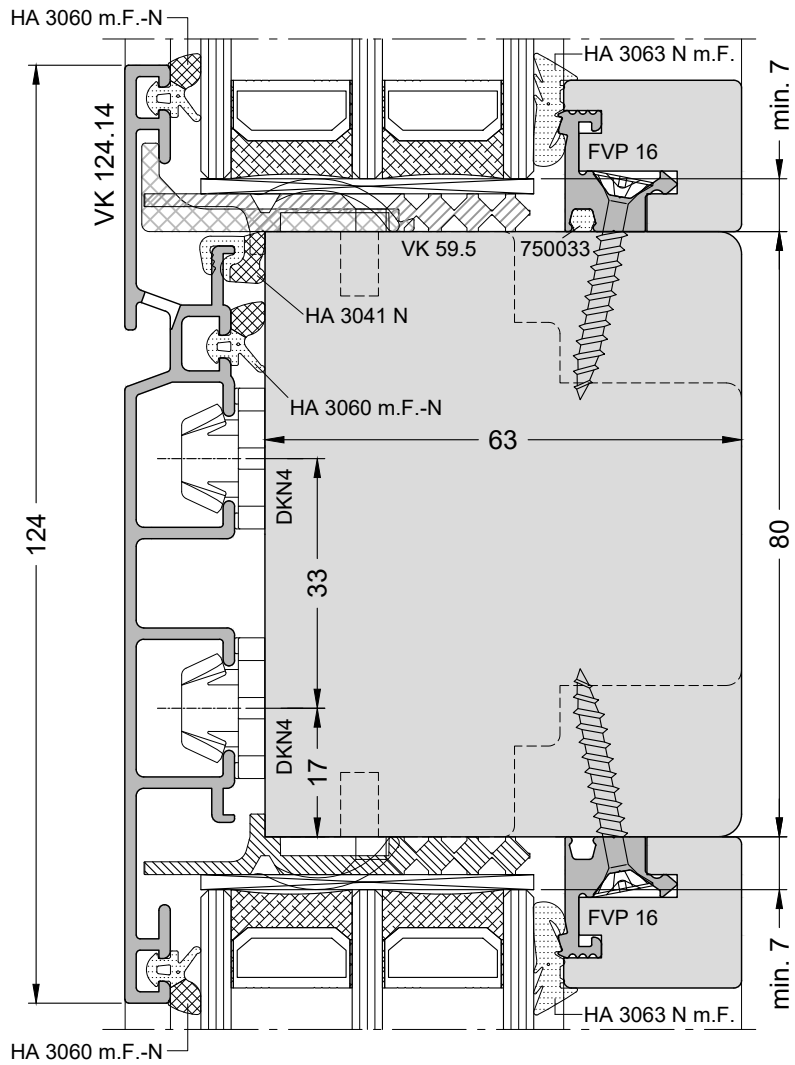 HA 3060 m.F.-N
HA 3063 N m.F.
min. 7
VK 124.14
FVP 16
VK 59.5
750033
HA 3041 N
HA 3060 m.F.-N
63
DKN4
124
33
80
DKN4
17
FVP 16
min. 7
HA 3063 N m.F.
HA 3060 m.F.-N